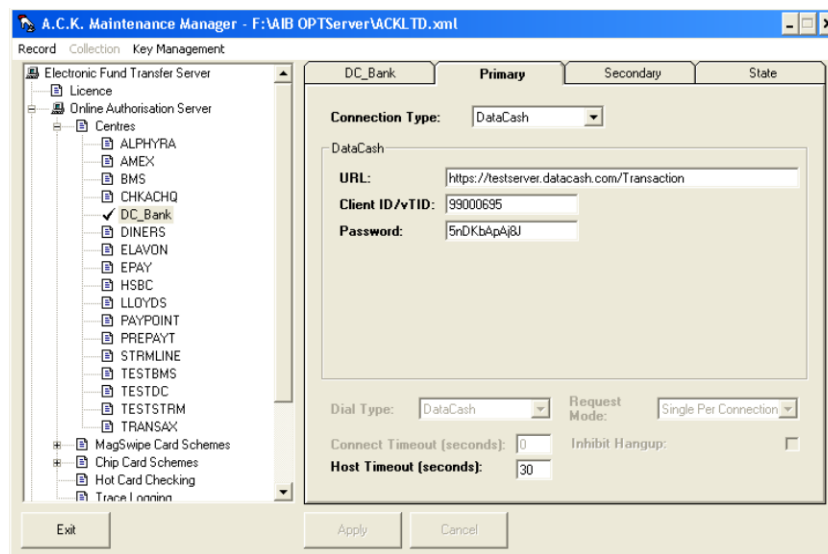 A.C.K. Maintenance Manager - F:\AIB OPTServer\ACKLTD.xml
Record Collection Key Management
Electronic Fund Transfer Server
Licence
Online Authorisation Server
Centres
ALPHYRA
AMEX
BMS
CHKACHQ
DC_Bank
DINERS
ELAVON
EPAY
HSBC
LLOYDS
PAYPOINT
PREPAYT
STRMLINE
TESTBMS
TESTDC
TESTSTRM
TRANSAX
MagSwipe Card Schemes
Chip Card Schemes
Hot Card Checking
Trace Logging
DC_Bank Primary Secondary State
Connection Type: DataCash
DataCash
URL: https://testserver.datacash.com/Transaction
Client ID/vTID: 99000695
Password: 5nDKbApAj8J
Dial Type: DataCash Request Mode: Single Per Connection
Connect Timeout (seconds): 0 Inhibit Hangup:
Host Timeout (seconds): 30
Exit Apply Cancel